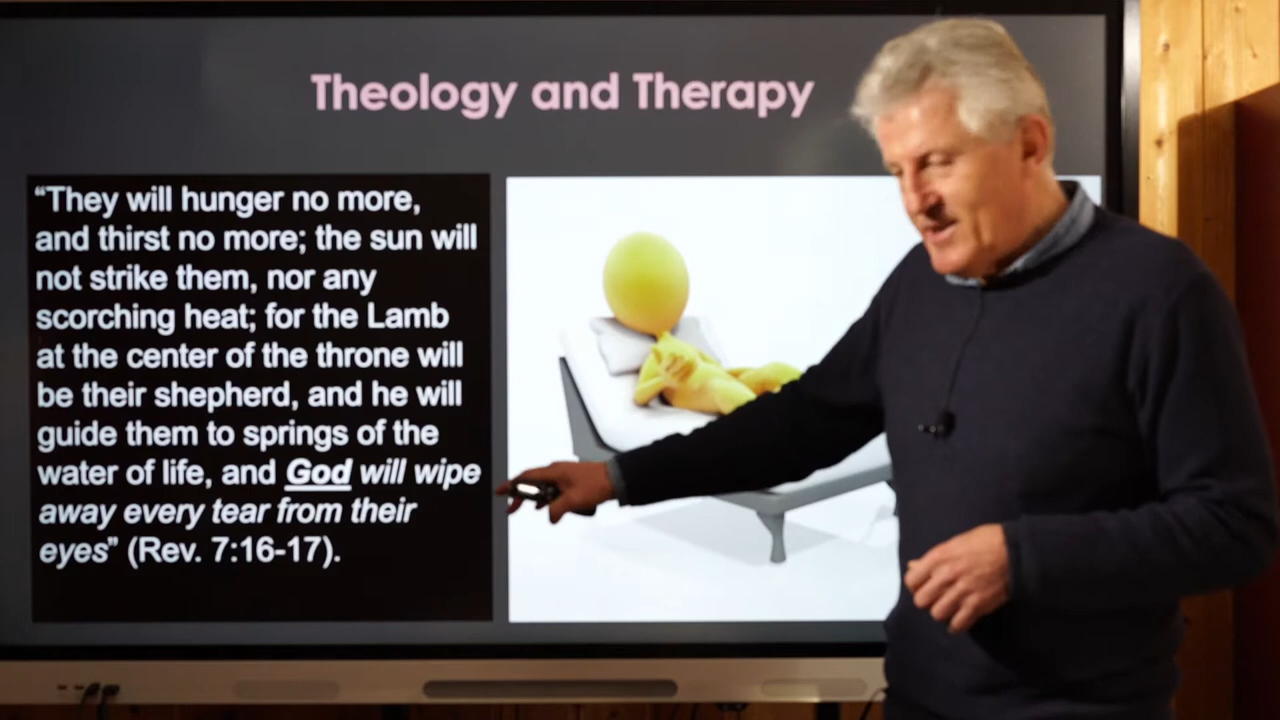 Theology and Therapy
“They will hunger no more,
and thirst no more; the sun will
not strike them, nor any
scorching heat; for the Lamb
at the center of the throne will
be their shepherd, and he will
guide them to springs of the
water of life, and God will wipe
away every tear from their
eyes” (Rev. 7:16-17).